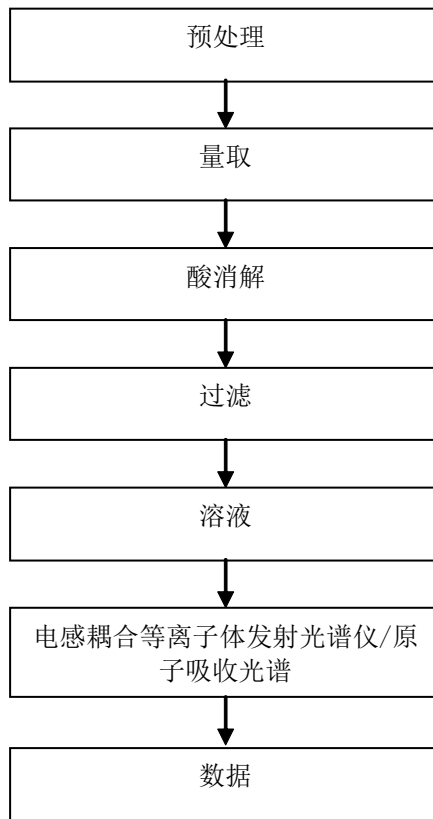 预处理
量取
酸消解
过滤
溶液
电感耦合等离子体发射光谱仪/原
子吸收光谱
数据